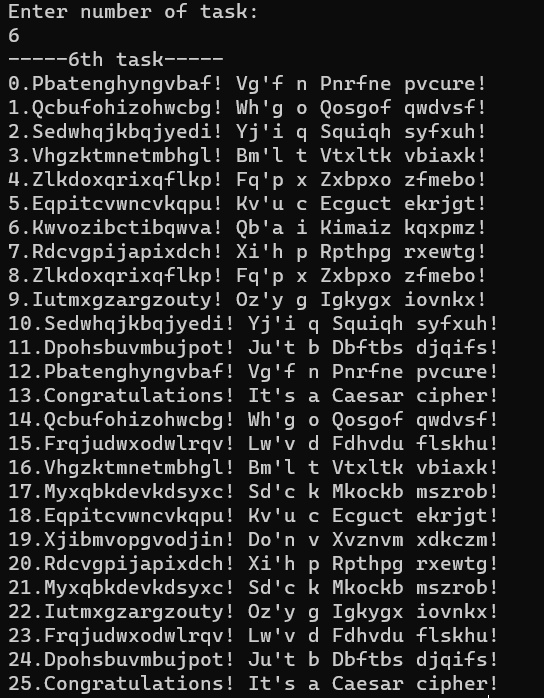 Enter number of task:
6
-----6th task-----
0.Pbatenghyngvbaf! Vg'f n Pnrfne pvcure!
1.Qcbufohizohwcbg! Wh'g o Qosgof qwdvsf!
2.Sedwhqjkbqjyedi! Yj'i q Squiqh syfxuh!
3.Vhgzktmnetmbhgl! Bm'l t Vtxltk vbiaxk!
4.Zlkdoxqrixqflkp! Fq'p x Zxbpxo zfmebo!
5.Eqpitcvwncvkqpu! Kv'u c Ecguct ekrjgt!
6.Kwvozibctibqwva! Qb'a i Kimaiz kqxpmz!
7.Rdcvgpijapixdch! Xi'h p Rpthpg rxewtg!
8.Zlkdoxqrixqflkp! Fq'p x Zxbpxo zfmebo!
9.Iutmxgzargzouty! Oz'y g Igkygx iovnkx!
10.Sedwhqjkbqjyedi! Yj'i q Squiqh syfxuh!
11.Dpohsbuvmbujpot! Ju't b Dbftbs djqifs!
12.Pbatenghyngvbaf! Vg'f n Pnrfne pvcure!
13.Congratulations! It's a Caesar cipher!
14.Qcbufohizohwcbg! Wh'g o Qosgof qwdvsf!
15.Frqjudwxodwlrqv! Lw'v d Fdhvdu flskhu!
16.Vhgzktmnetmbhgl! Bm'l t Vtxltk vbiaxk!
17.Myxqbkdevkdsyxc! Sd'c k Mkockb mszrob!
18.Eqpitcvwncvkqpu! Kv'u c Ecguct ekrjgt!
19.Xjibmvopgvodjin! Do'n v Xvznvm xdkczm!
20.Rdcvgpijapixdch! Xi'h p Rpthpg rxewtg!
21.Myxqbkdevkdsyxc! Sd'c k Mkockb mszrob!
22.Iutmxgzargzouty! Oz'y g Igkygx iovnkx!
23.Frqjudwxodwlrqv! Lw'v d Fdhvdu flskhu!
24.Dpohsbuvmbujpot! Ju't b Dbftbs djqifs!
25.Congratulations! It's a Caesar cipher!